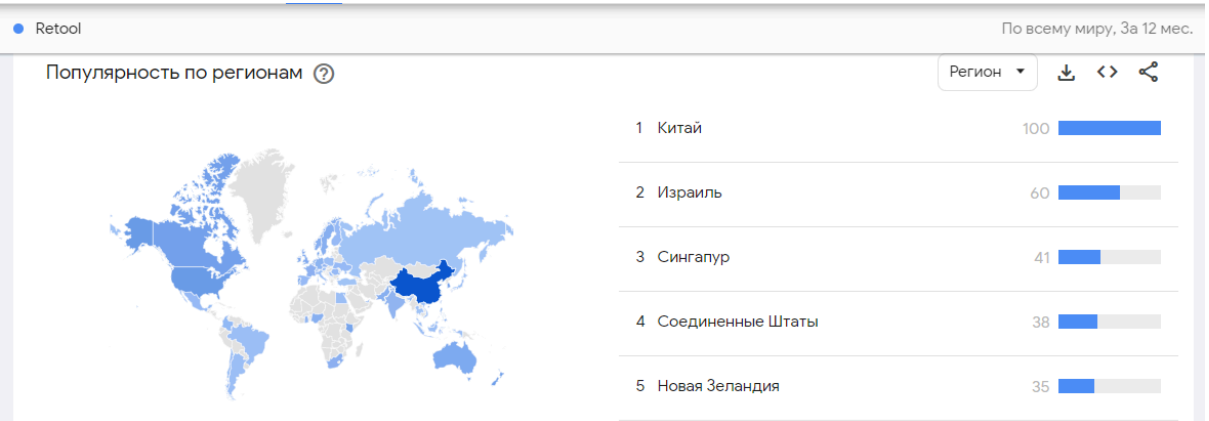 Retool По всему миру, За 12 мес.
Популярность по регионам ? Регион
1 Китай 100
2 Израиль 60
3 Сингапур 41
4 Соединенные Штаты 38
5 Новая Зеландия 35